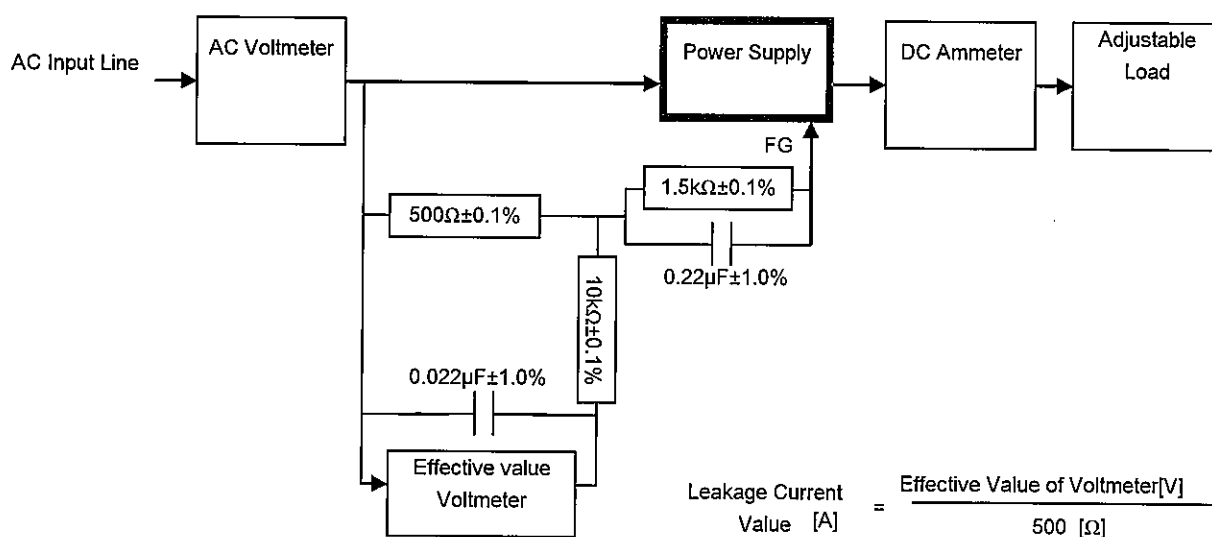 AC Input Line
AC Voltmeter
Power Supply
DC Ammeter
Adjustable
Load
FG
1.5kΩ±0.1%
500Ω±0.1%
0.22µF±1.0%
10kΩ±0.1%
0.022µF±1.0%
Effective value
Voltmeter
Leakage Current
Value [A]
=
Effective Value of Voltmeter[V]
500 [Ω]